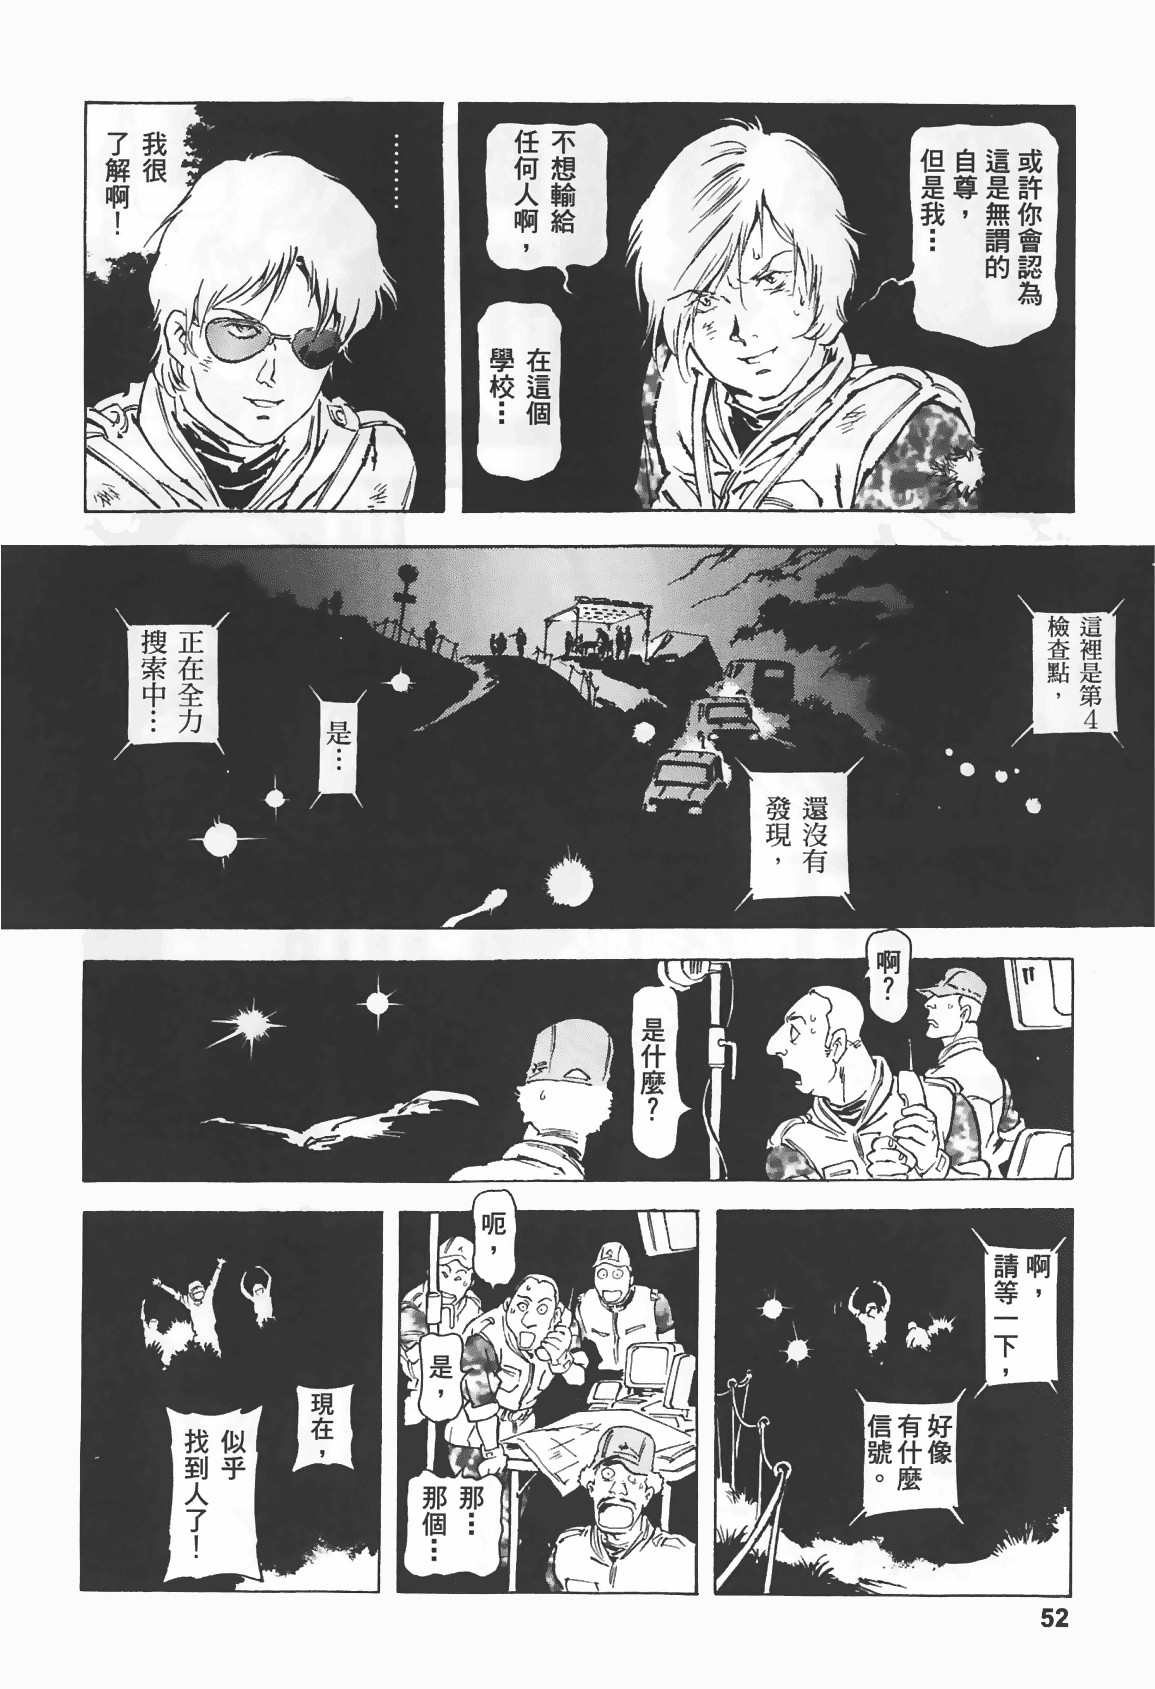 或許你會認為
這是無謂的
自尊，
但是我…
不想輸給
任何人啊，
在這個
學校…
………
我很
了解啊！
這裡是第4
檢查點，
還沒有
發現，
是…
正在全力
搜索中…
啊？
是什麼？
啊，
請等一下，
好像
有什麼
信號。
呃，
是，
那…
那個…
現在，
似乎
找到人了！
52